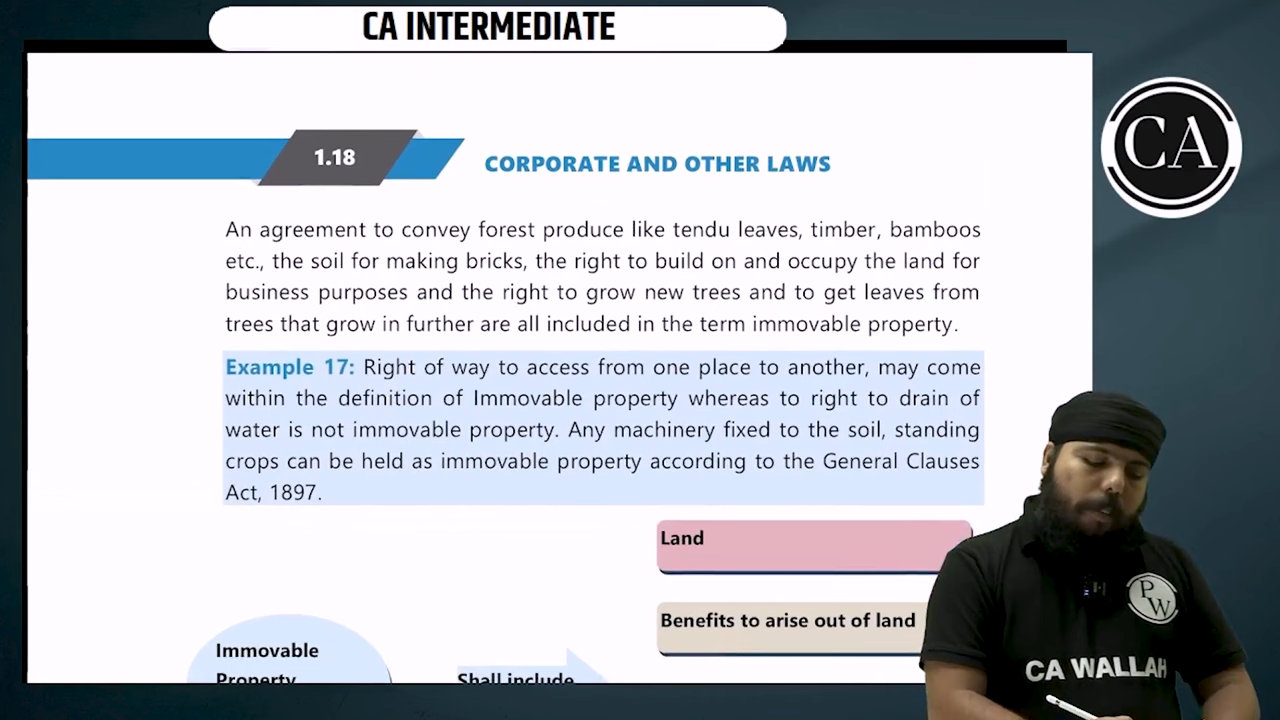 CA INTERMEDIATE
1.18
CORPORATE AND OTHER LAWS
CA
An agreement to convey forest produce like tendu leaves, timber, bamboos
etc., the soil for making bricks, the right to build on and occupy the land for
business purposes and the right to grow new trees and to get leaves from
trees that grow in further are all included in the term immovable property.
Example 17: Right of way to access from one place to another, may come
within the definition of Immovable property whereas to right to drain of
water is not immovable property. Any machinery fixed to the soil, standing
crops can be held as immovable property according to the General Clauses
Act, 1897.
Land
Benefits to arise out of land
Immovable
Property
Shall include
PW
CA WALLAH